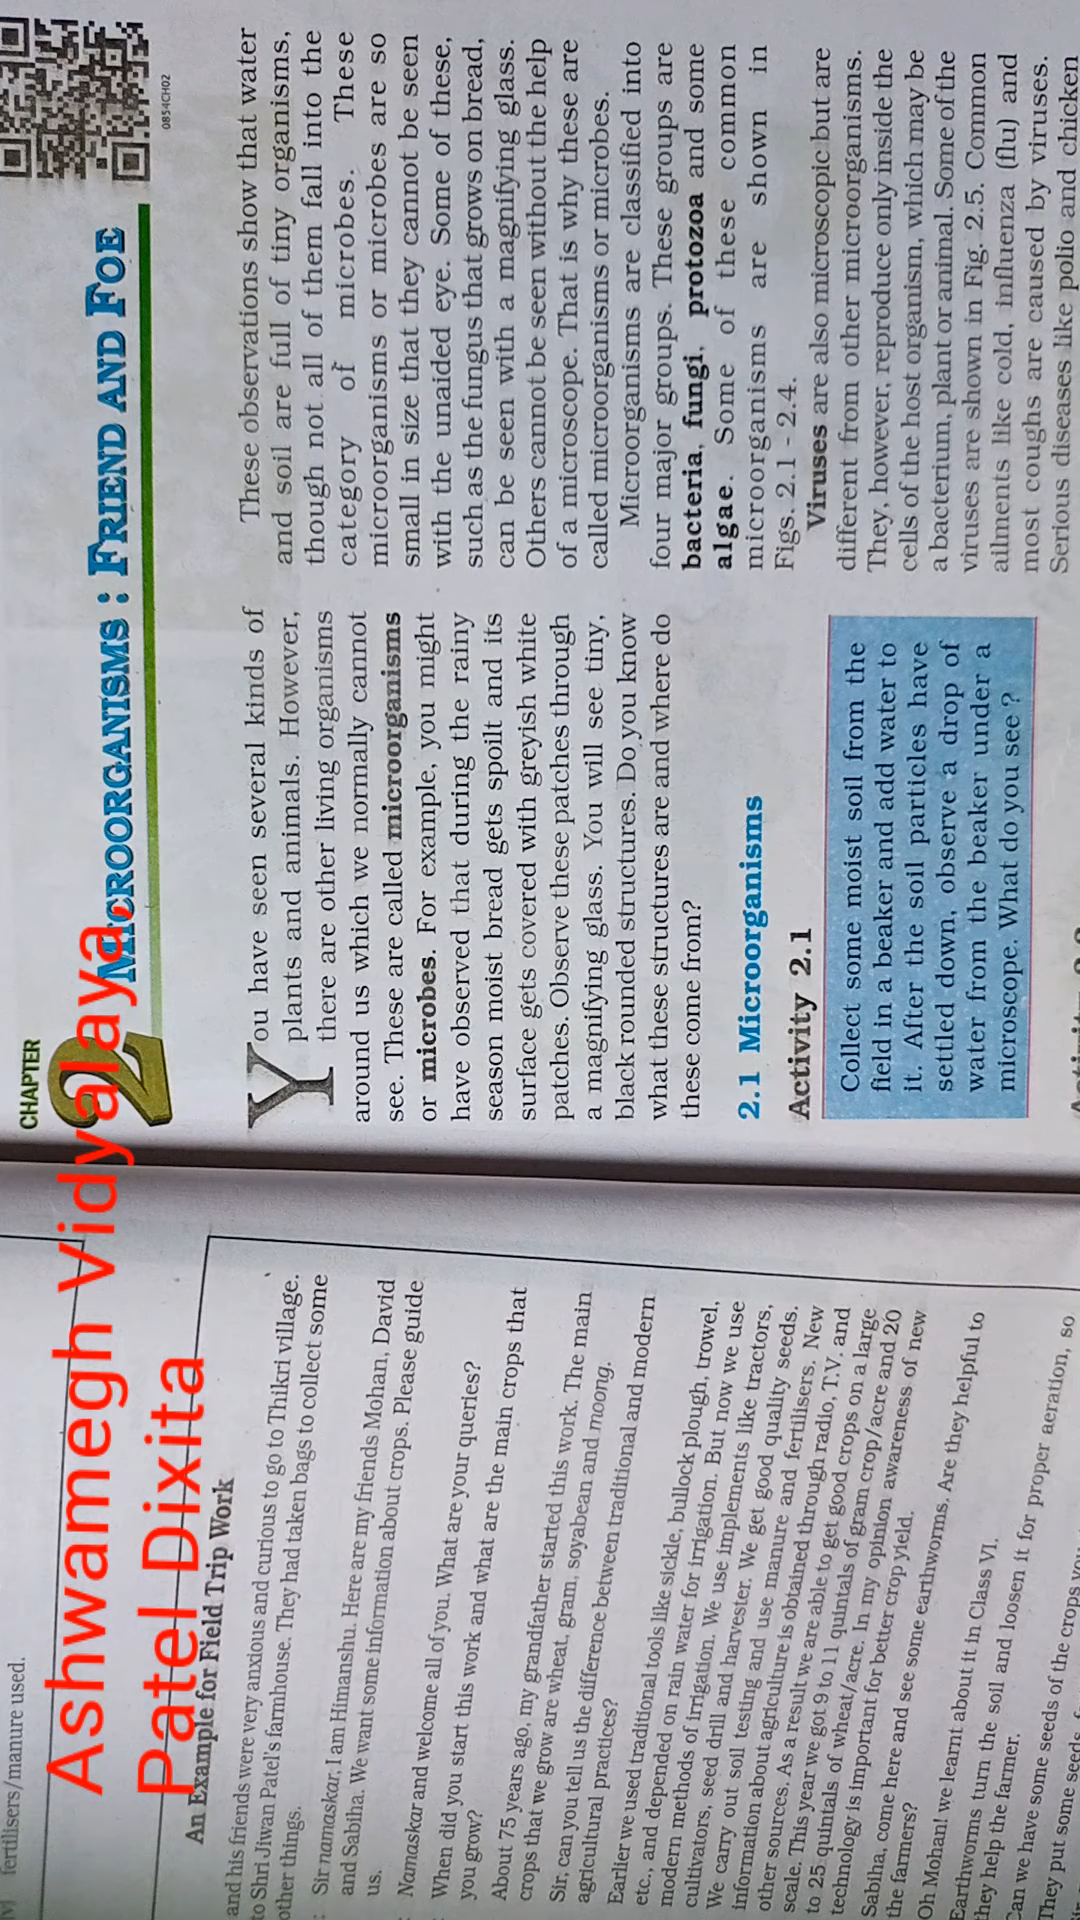 Ashwamegh Vidyalaya,
Patel Dixita
fertilisers/manure used.
An Example for Field Trip Work
and his friends were very anxious and curious to go to Thikri village.
to Shri Jiwan Patel's farmhouse. They had taken bags to collect some
other things.
: Sir namaskar, I am Himanshu. Here are my friends Mohan, David
and Sabiha. We want some information about crops. Please guide
us.
: Namaskar and welcome all of you. What are your queries?
When did you start this work and what are the main crops that
you grow?
About 75 years ago, my grandfather started this work. The main
crops that we grow are wheat, gram, soyabean and moong.
Sir, can you tell us the difference between traditional and modern
agricultural practices?
Earlier we used traditional tools like sickle, bullock plough, trowel,
etc., and depended on rain water for irrigation. But now we use
modern methods of irrigation. We use implements like tractors,
cultivators, seed drill and harvester. We get good quality seeds.
We carry out soil testing and use manure and fertilisers. New
information about agriculture is obtained through radio, T.V. and
other sources. As a result we are able to get good crops on a large
scale. This year we got 9 to 11 quintals of gram crop/acre and 20
to 25 quintals of wheat/acre. In my opinion awareness of new
technology is important for better crop yield.
Sabiha, come here and see some earthworms. Are they helpful to
the farmers?
Oh Mohan! we learnt about it in Class VI.
Earthworms turn the soil and loosen it for proper aeration, so
they help the farmer.
Can we have some seeds of the crops you
They put some seeds
CHAPTER
2
MICROORGANISMS : FRIEND AND FOE
0854CH02
You have seen several kinds of
plants and animals. However,
there are other living organisms
around us which we normally cannot
see. These are called microorganisms
or microbes. For example, you might
have observed that during the rainy
season moist bread gets spoilt and its
surface gets covered with greyish white
patches. Observe these patches through
a magnifying glass. You will see tiny,
black rounded structures. Do you know
what these structures are and where do
these come from?
2.1 Microorganisms
Activity 2.1
Collect some moist soil from the
field in a beaker and add water to
it. After the soil particles have
settled down, observe a drop of
water from the beaker under a
microscope. What do you see ?
These observations show that water
and soil are full of tiny organisms,
though not all of them fall into the
category of microbes. These
microorganisms or microbes are so
small in size that they cannot be seen
with the unaided eye. Some of these,
such as the fungus that grows on bread,
can be seen with a magnifying glass.
Others cannot be seen without the help
of a microscope. That is why these are
called microorganisms or microbes.
Microorganisms are classified into
four major groups. These groups are
bacteria, fungi, protozoa and some
algae. Some of these common
microorganisms are shown in
Figs. 2.1 - 2.4.
Viruses are also microscopic but are
different from other microorganisms.
They, however, reproduce only inside the
cells of the host organism, which may be
a bacterium, plant or animal. Some of the
viruses are shown in Fig. 2.5. Common
ailments like cold, influenza (flu) and
most coughs are caused by viruses.
Serious diseases like polio and chicken